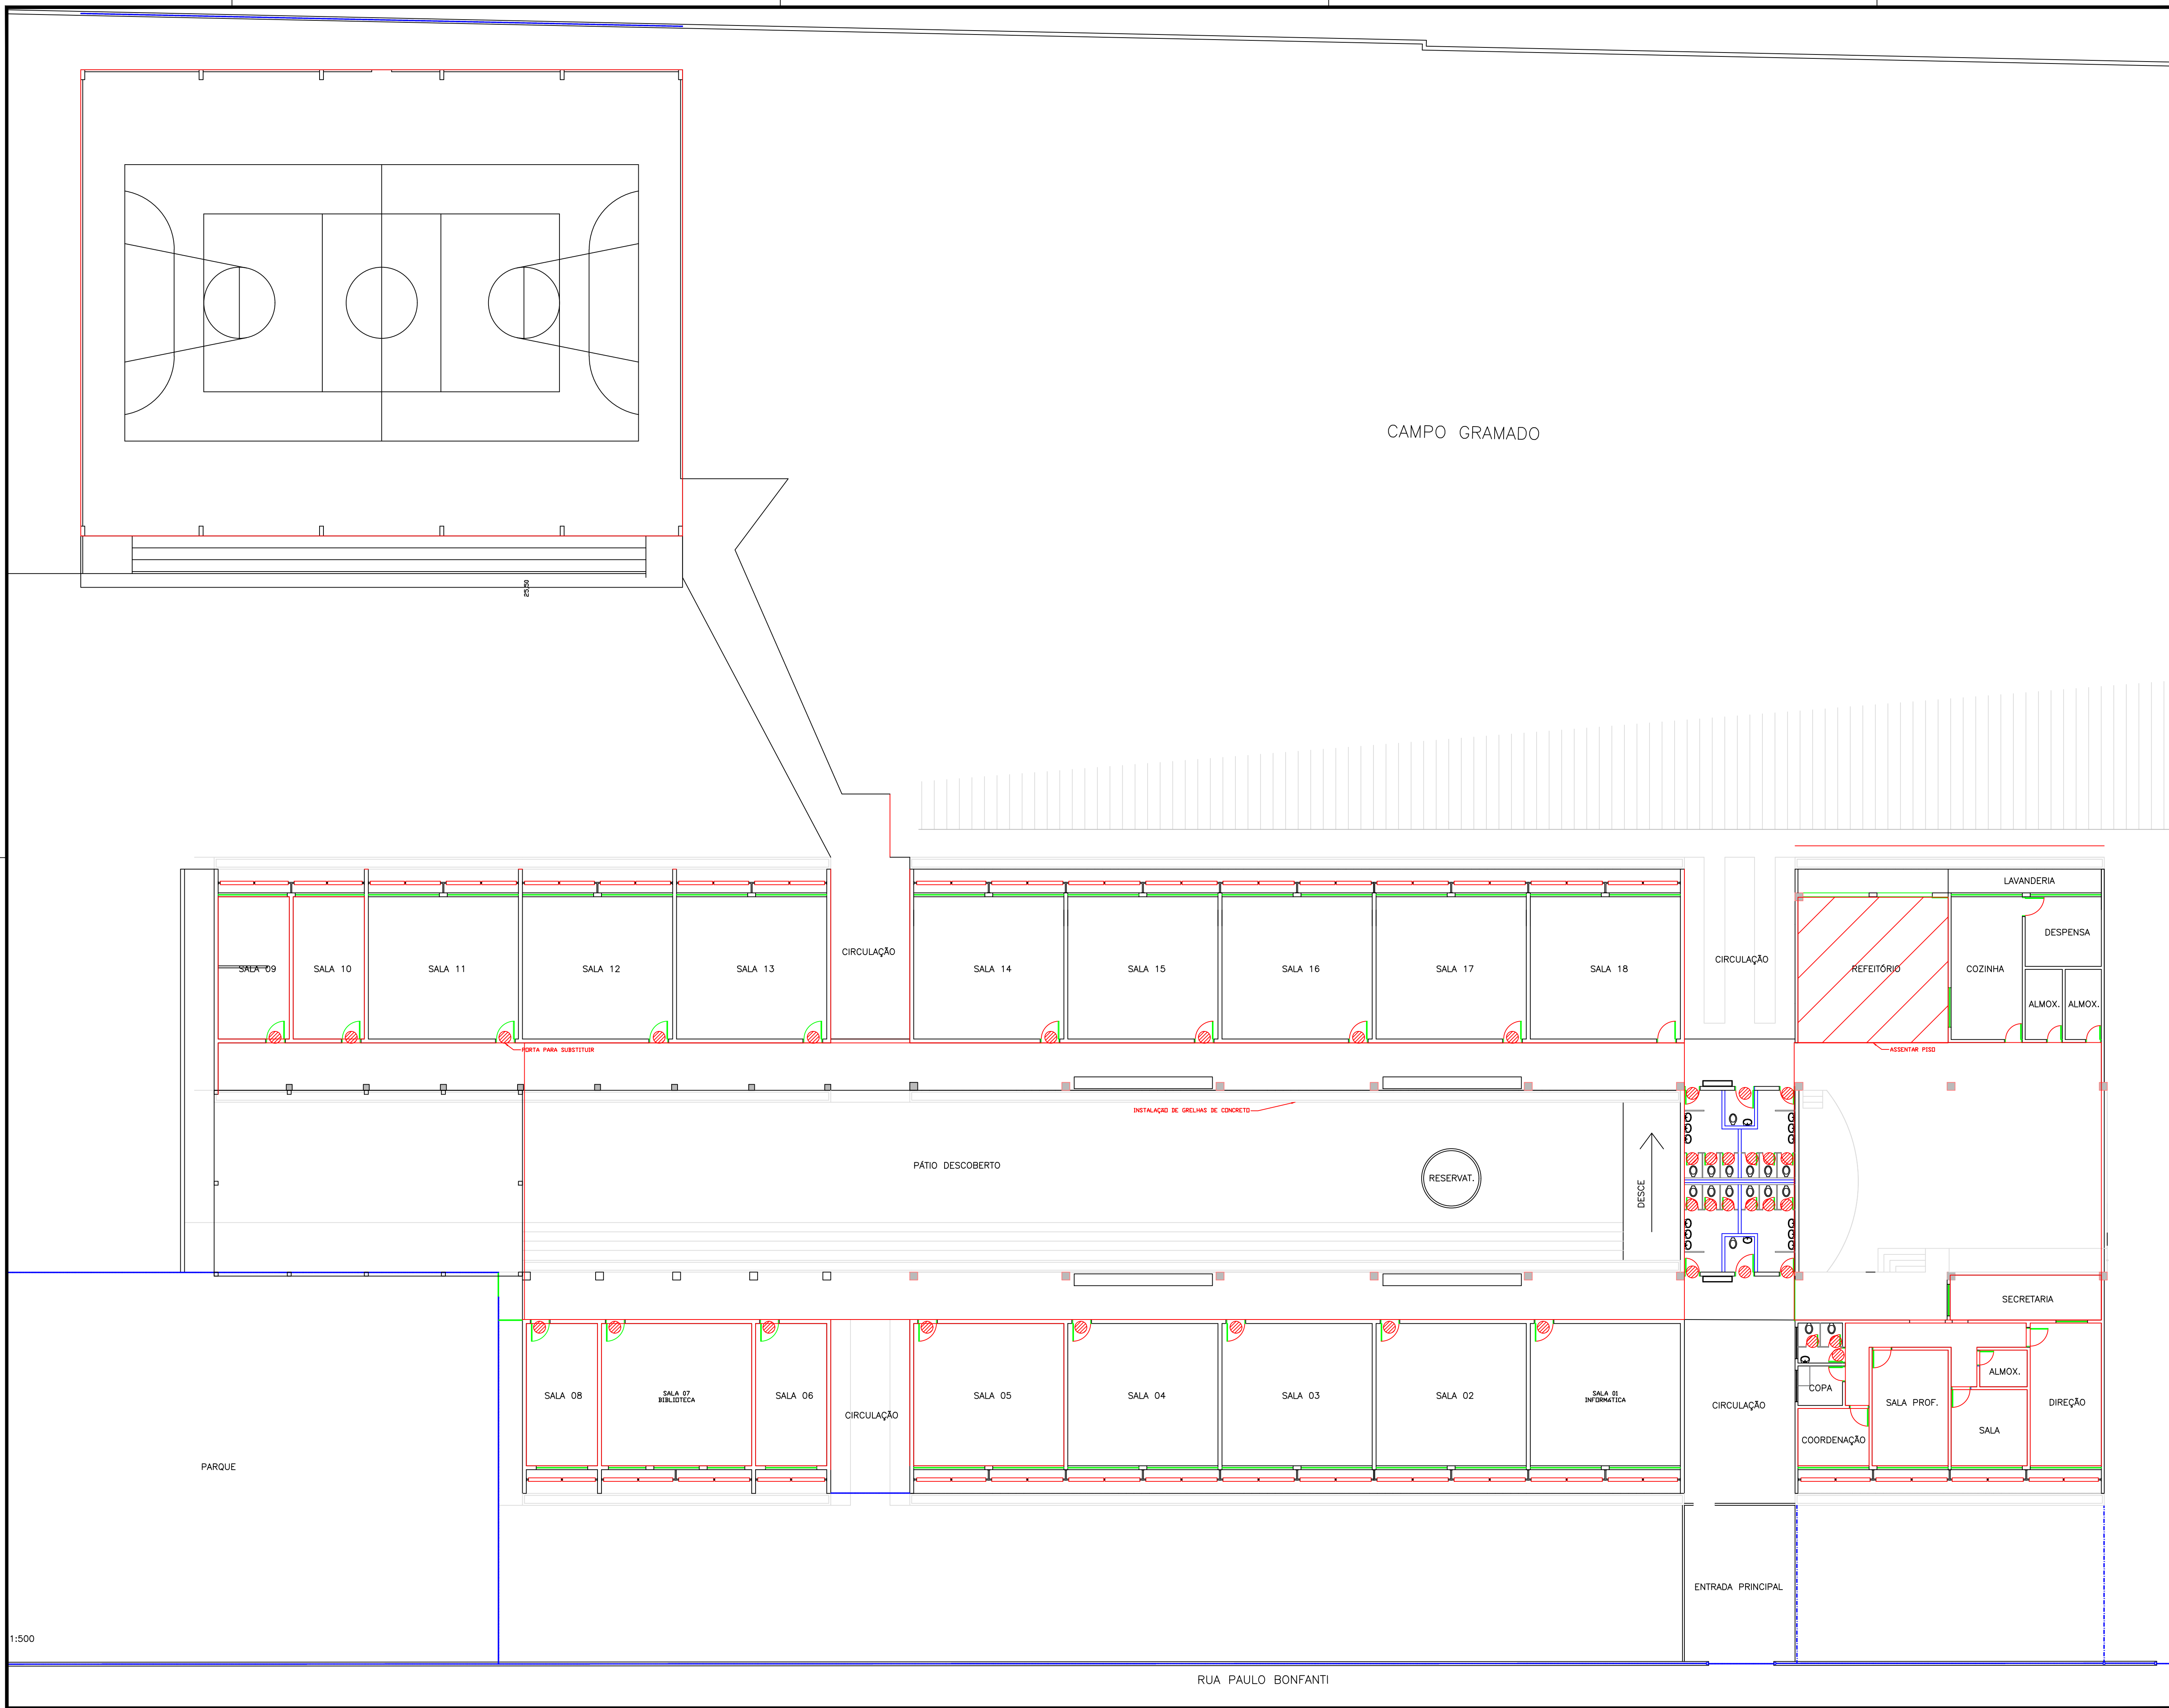 CAMPO GRAMADO
25,50
LAVANDERIA
DESPENSA
CIRCULAÇÃO
CIRCULAÇÃO
SALA 09
SALA 10
SALA 11
SALA 12
SALA 13
SALA 14
SALA 15
SALA 16
SALA 17
SALA 18
REFEITÓRIO
COZINHA
ALMOX.
ALMOX.
PORTA PARA SUBSTITUIR
ASSENTAR PISO
INSTALAÇÃO DE GRELHAS DE CONCRETO
PÁTIO DESCOBERTO
RESERVAT.
DESCE
SECRETARIA
ALMOX.
COPA
SALA 08
SALA 07
BIBLIOTECA
SALA 06
SALA 05
SALA 04
SALA 03
SALA 02
SALA 01
INFORMÁTICA
SALA PROF.
DIREÇÃO
CIRCULAÇÃO
CIRCULAÇÃO
SALA
COORDENAÇÃO
PARQUE
ENTRADA PRINCIPAL
1:500
RUA PAULO BONFANTI